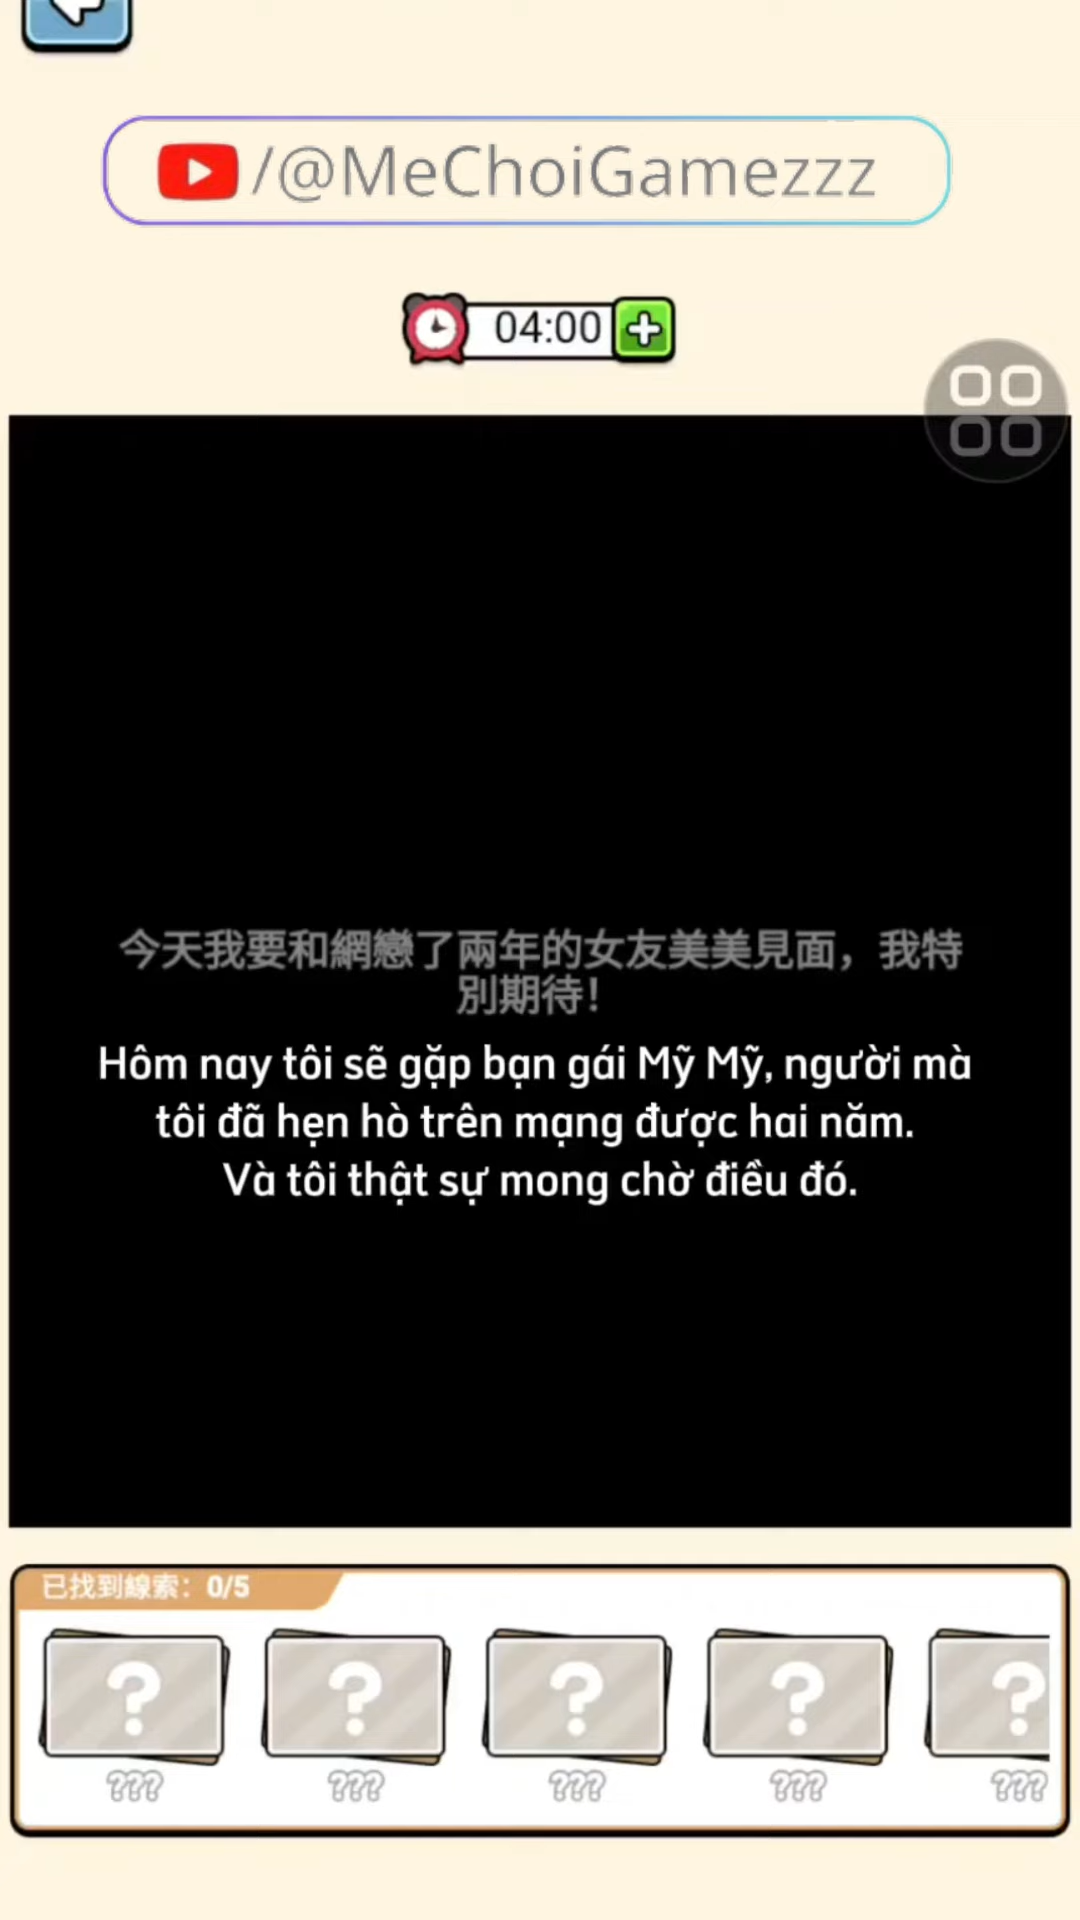 /@MeChoiGamezzz
04:00
今天我要和網戀了兩年的女友美美見面，我特
別期待！
Hôm nay tôi sẽ gặp bạn gái Mỹ Mỹ, người mà
tôi đã hẹn hò trên mạng được hai năm.
Và tôi thật sự mong chờ điều đó.
已找到線索：0/5
? ? ? ? ?
??? ??? ??? ??? ???